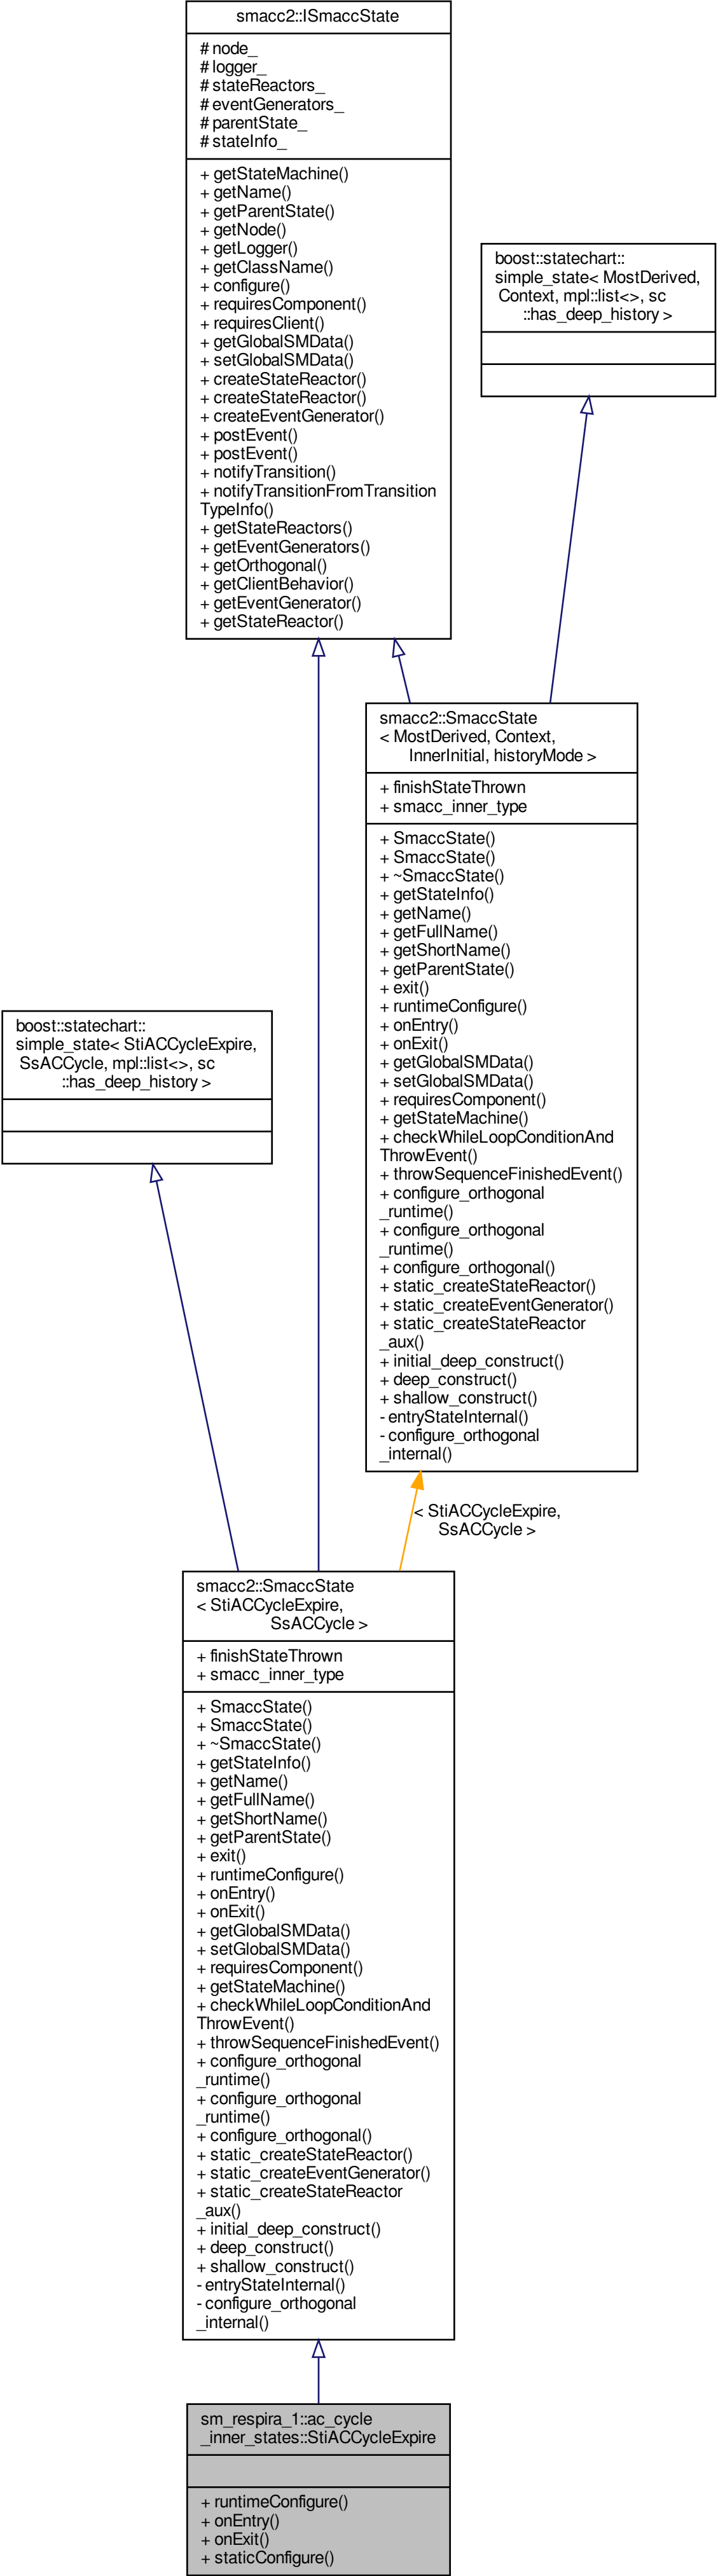 smacc2::ISmaccState
# node_
# logger_
# stateReactors_
# eventGenerators_
# parentState_
# stateInfo_
+ getStateMachine()
+ getName()
+ getParentState()
+ getNode()
+ getLogger()
+ getClassName()
+ configure()
+ requiresComponent()
+ requiresClient()
+ getGlobalSMData()
+ setGlobalSMData()
+ createStateReactor()
+ createStateReactor()
+ createEventGenerator()
+ postEvent()
+ postEvent()
+ notifyTransition()
+ notifyTransitionFromTransition
TypeInfo()
+ getStateReactors()
+ getEventGenerators()
+ getOrthogonal()
+ getClientBehavior()
+ getEventGenerator()
+ getStateReactor()
boost::statechart::
simple_state< MostDerived,
Context, mpl::list<>, sc
::has_deep_history >
smacc2::SmaccState
< MostDerived, Context,
InnerInitial, historyMode >
+ finishStateThrown
+ smacc_inner_type
+ SmaccState()
+ SmaccState()
+ ~SmaccState()
+ getStateInfo()
+ getName()
+ getFullName()
+ getShortName()
+ getParentState()
+ exit()
+ runtimeConfigure()
+ onEntry()
+ onExit()
+ getGlobalSMData()
+ setGlobalSMData()
+ requiresComponent()
+ getStateMachine()
+ checkWhileLoopConditionAnd
ThrowEvent()
+ throwSequenceFinishedEvent()
+ configure_orthogonal
_runtime()
+ configure_orthogonal
_runtime()
+ configure_orthogonal()
+ static_createStateReactor()
+ static_createEventGenerator()
+ static_createStateReactor
_aux()
+ initial_deep_construct()
+ deep_construct()
+ shallow_construct()
- entryStateInternal()
- configure_orthogonal
_internal()
boost::statechart::
simple_state< StiACCycleExpire,
SsACCycle, mpl::list<>, sc
::has_deep_history >
< StiACCycleExpire,
SsACCycle >
smacc2::SmaccState
< StiACCycleExpire,
SsACCycle >
+ finishStateThrown
+ smacc_inner_type
+ SmaccState()
+ SmaccState()
+ ~SmaccState()
+ getStateInfo()
+ getName()
+ getFullName()
+ getShortName()
+ getParentState()
+ exit()
+ runtimeConfigure()
+ onEntry()
+ onExit()
+ getGlobalSMData()
+ setGlobalSMData()
+ requiresComponent()
+ getStateMachine()
+ checkWhileLoopConditionAnd
ThrowEvent()
+ throwSequenceFinishedEvent()
+ configure_orthogonal
_runtime()
+ configure_orthogonal
_runtime()
+ configure_orthogonal()
+ static_createStateReactor()
+ static_createEventGenerator()
+ static_createStateReactor
_aux()
+ initial_deep_construct()
+ deep_construct()
+ shallow_construct()
- entryStateInternal()
- configure_orthogonal
_internal()
sm_respira_1::ac_cycle
_inner_states::StiACCycleExpire
+ runtimeConfigure()
+ onEntry()
+ onExit()
+ staticConfigure()